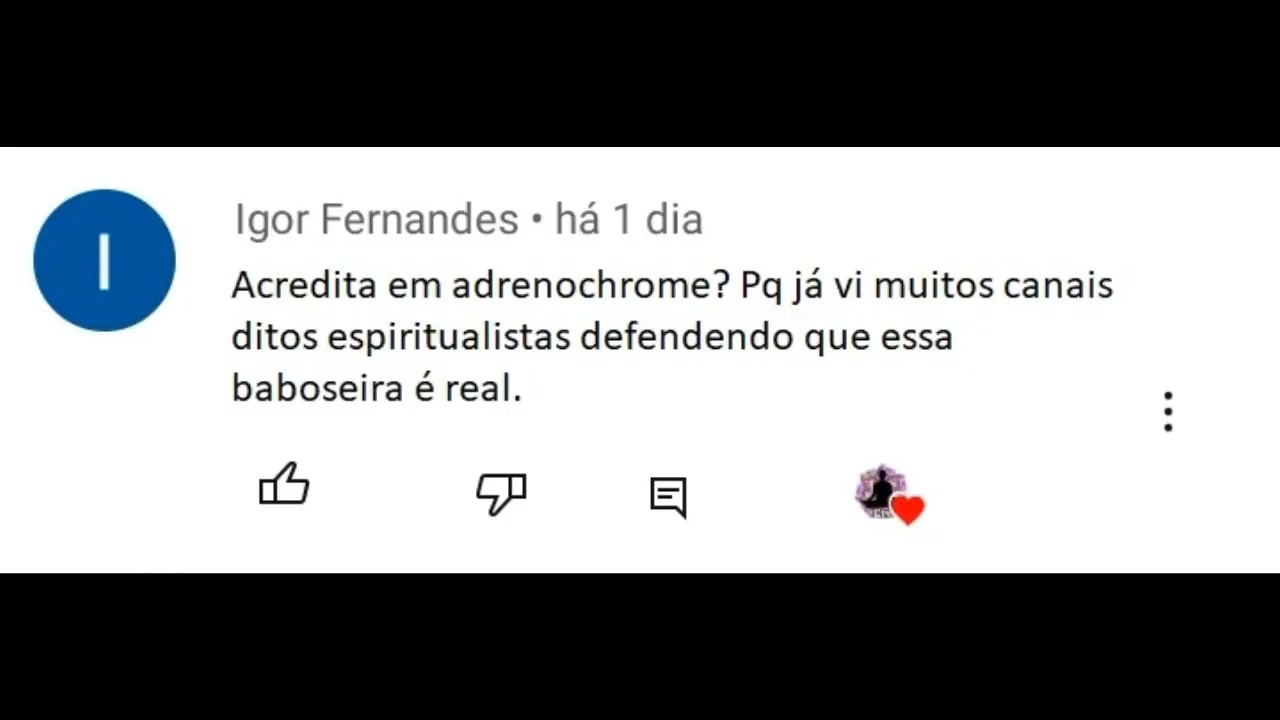 I
Igor Fernandes • há 1 dia
Acredita em adrenochrome? Pq já vi muitos canais
ditos espiritualistas defendendo que essa
baboseira é real.